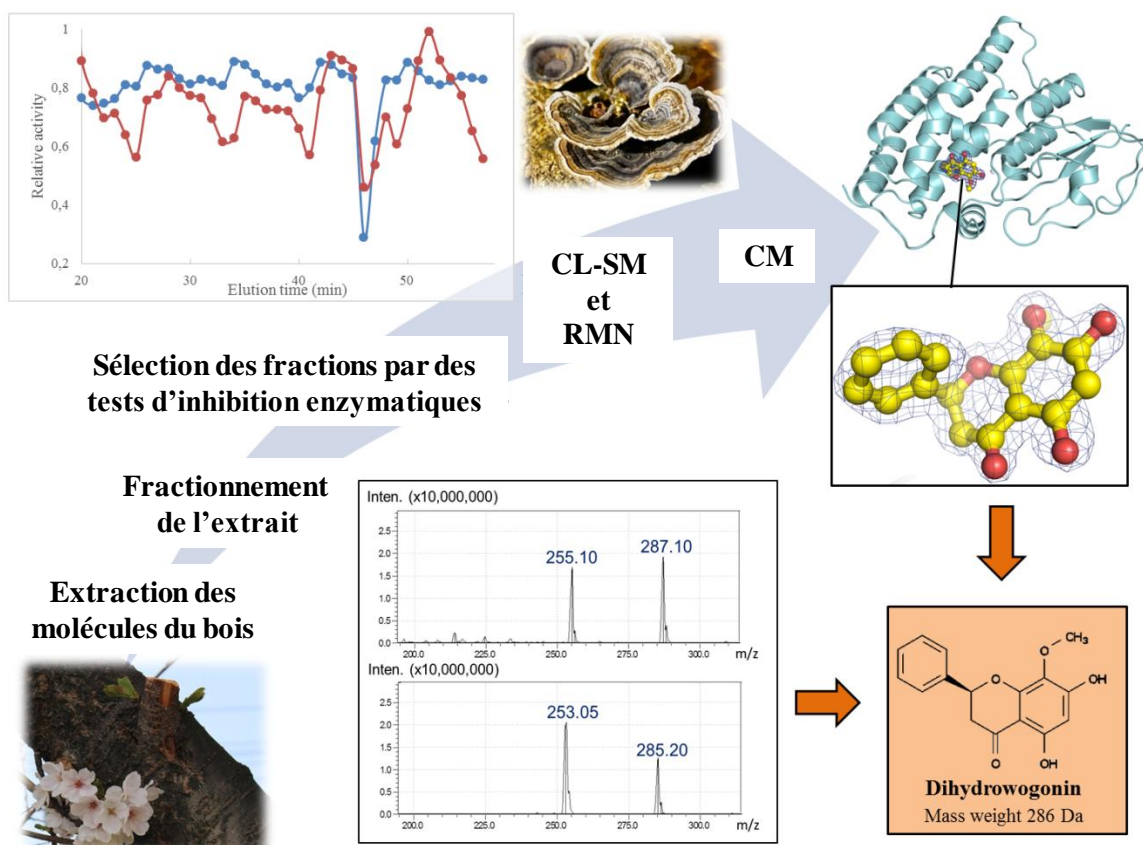 1
0,8
0,6
0,4
0,2
Relative activity
20
30
40
50
Elution time (min)
CL-SM
et
RMN
CM
Sélection des fractions par des
tests d'inhibition enzymatiques
Fractionnement
de l'extrait
Extraction des
molécules du bois
Inten. (x10,000,000)
2.5
2.0
1.5
1.0
0.5
0.0
255.10
287.10
200.0
225.0
250.0
275.0
300.0
m/z
Inten. (x10,000,000)
2.5
2.0
1.5
1.0
0.5
0.0
253.05
285.20
200.0
225.0
250.0
275.0
300.0
m/z
O
CH₃
O
OH
O
OH
Dihydrowogonin
Mass weight 286 Da